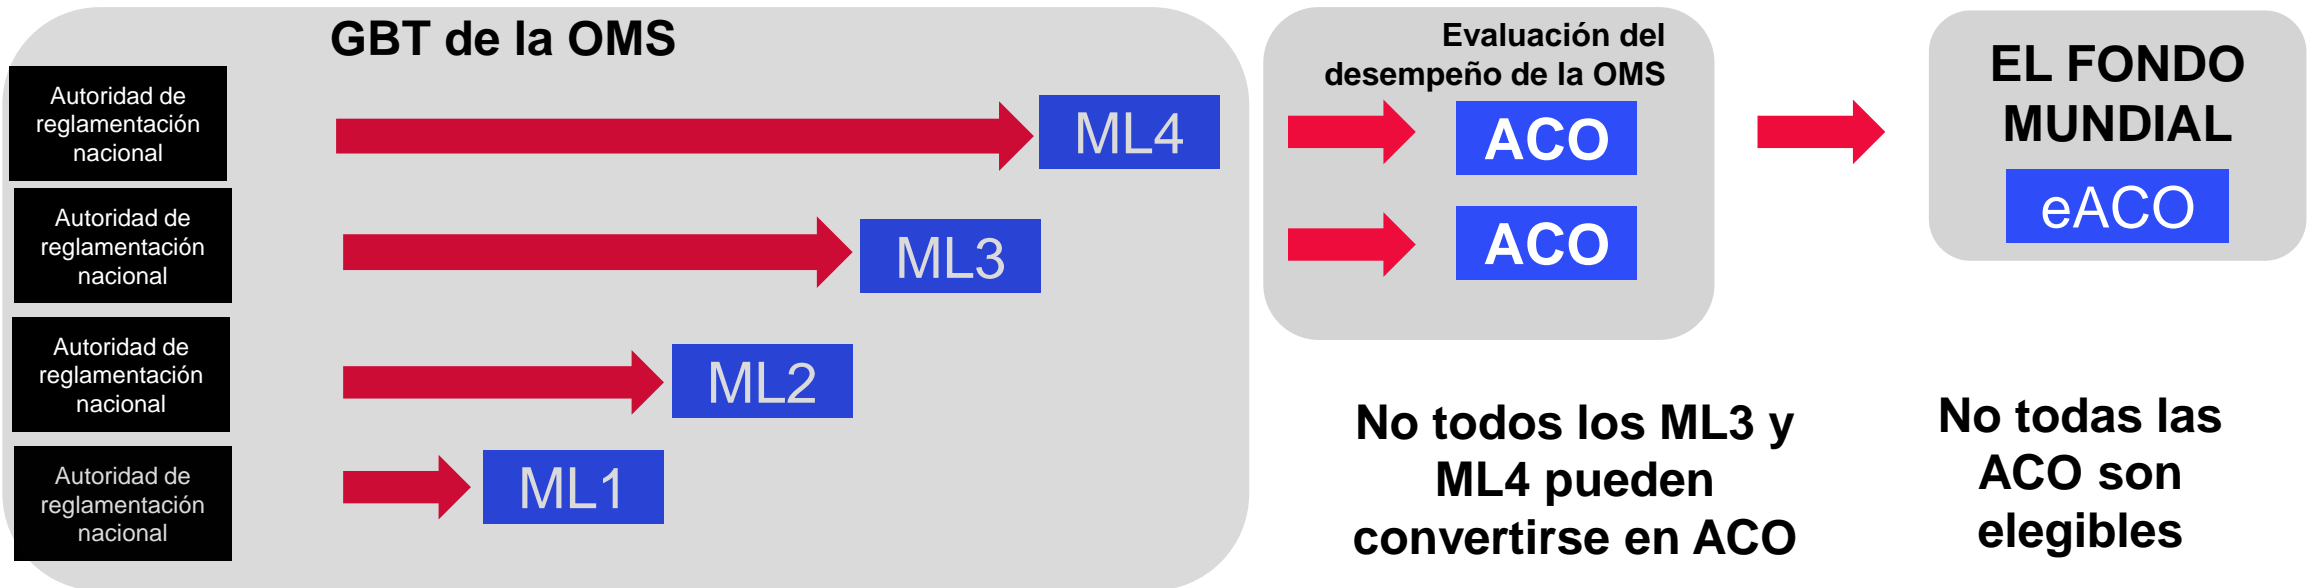 GBT de la OMS
Autoridad de
reglamentación
nacional
ML4
Autoridad de
reglamentación
nacional
ML3
Autoridad de
reglamentación
nacional
ML2
Autoridad de
reglamentación
nacional
ML1
Evaluación del
desempeño de la OMS
ACO
ACO
No todos los ML3 y
ML4 pueden
convertirse en ACO
EL FONDO
MUNDIAL
eACO
No todas las
ACO son
elegibles